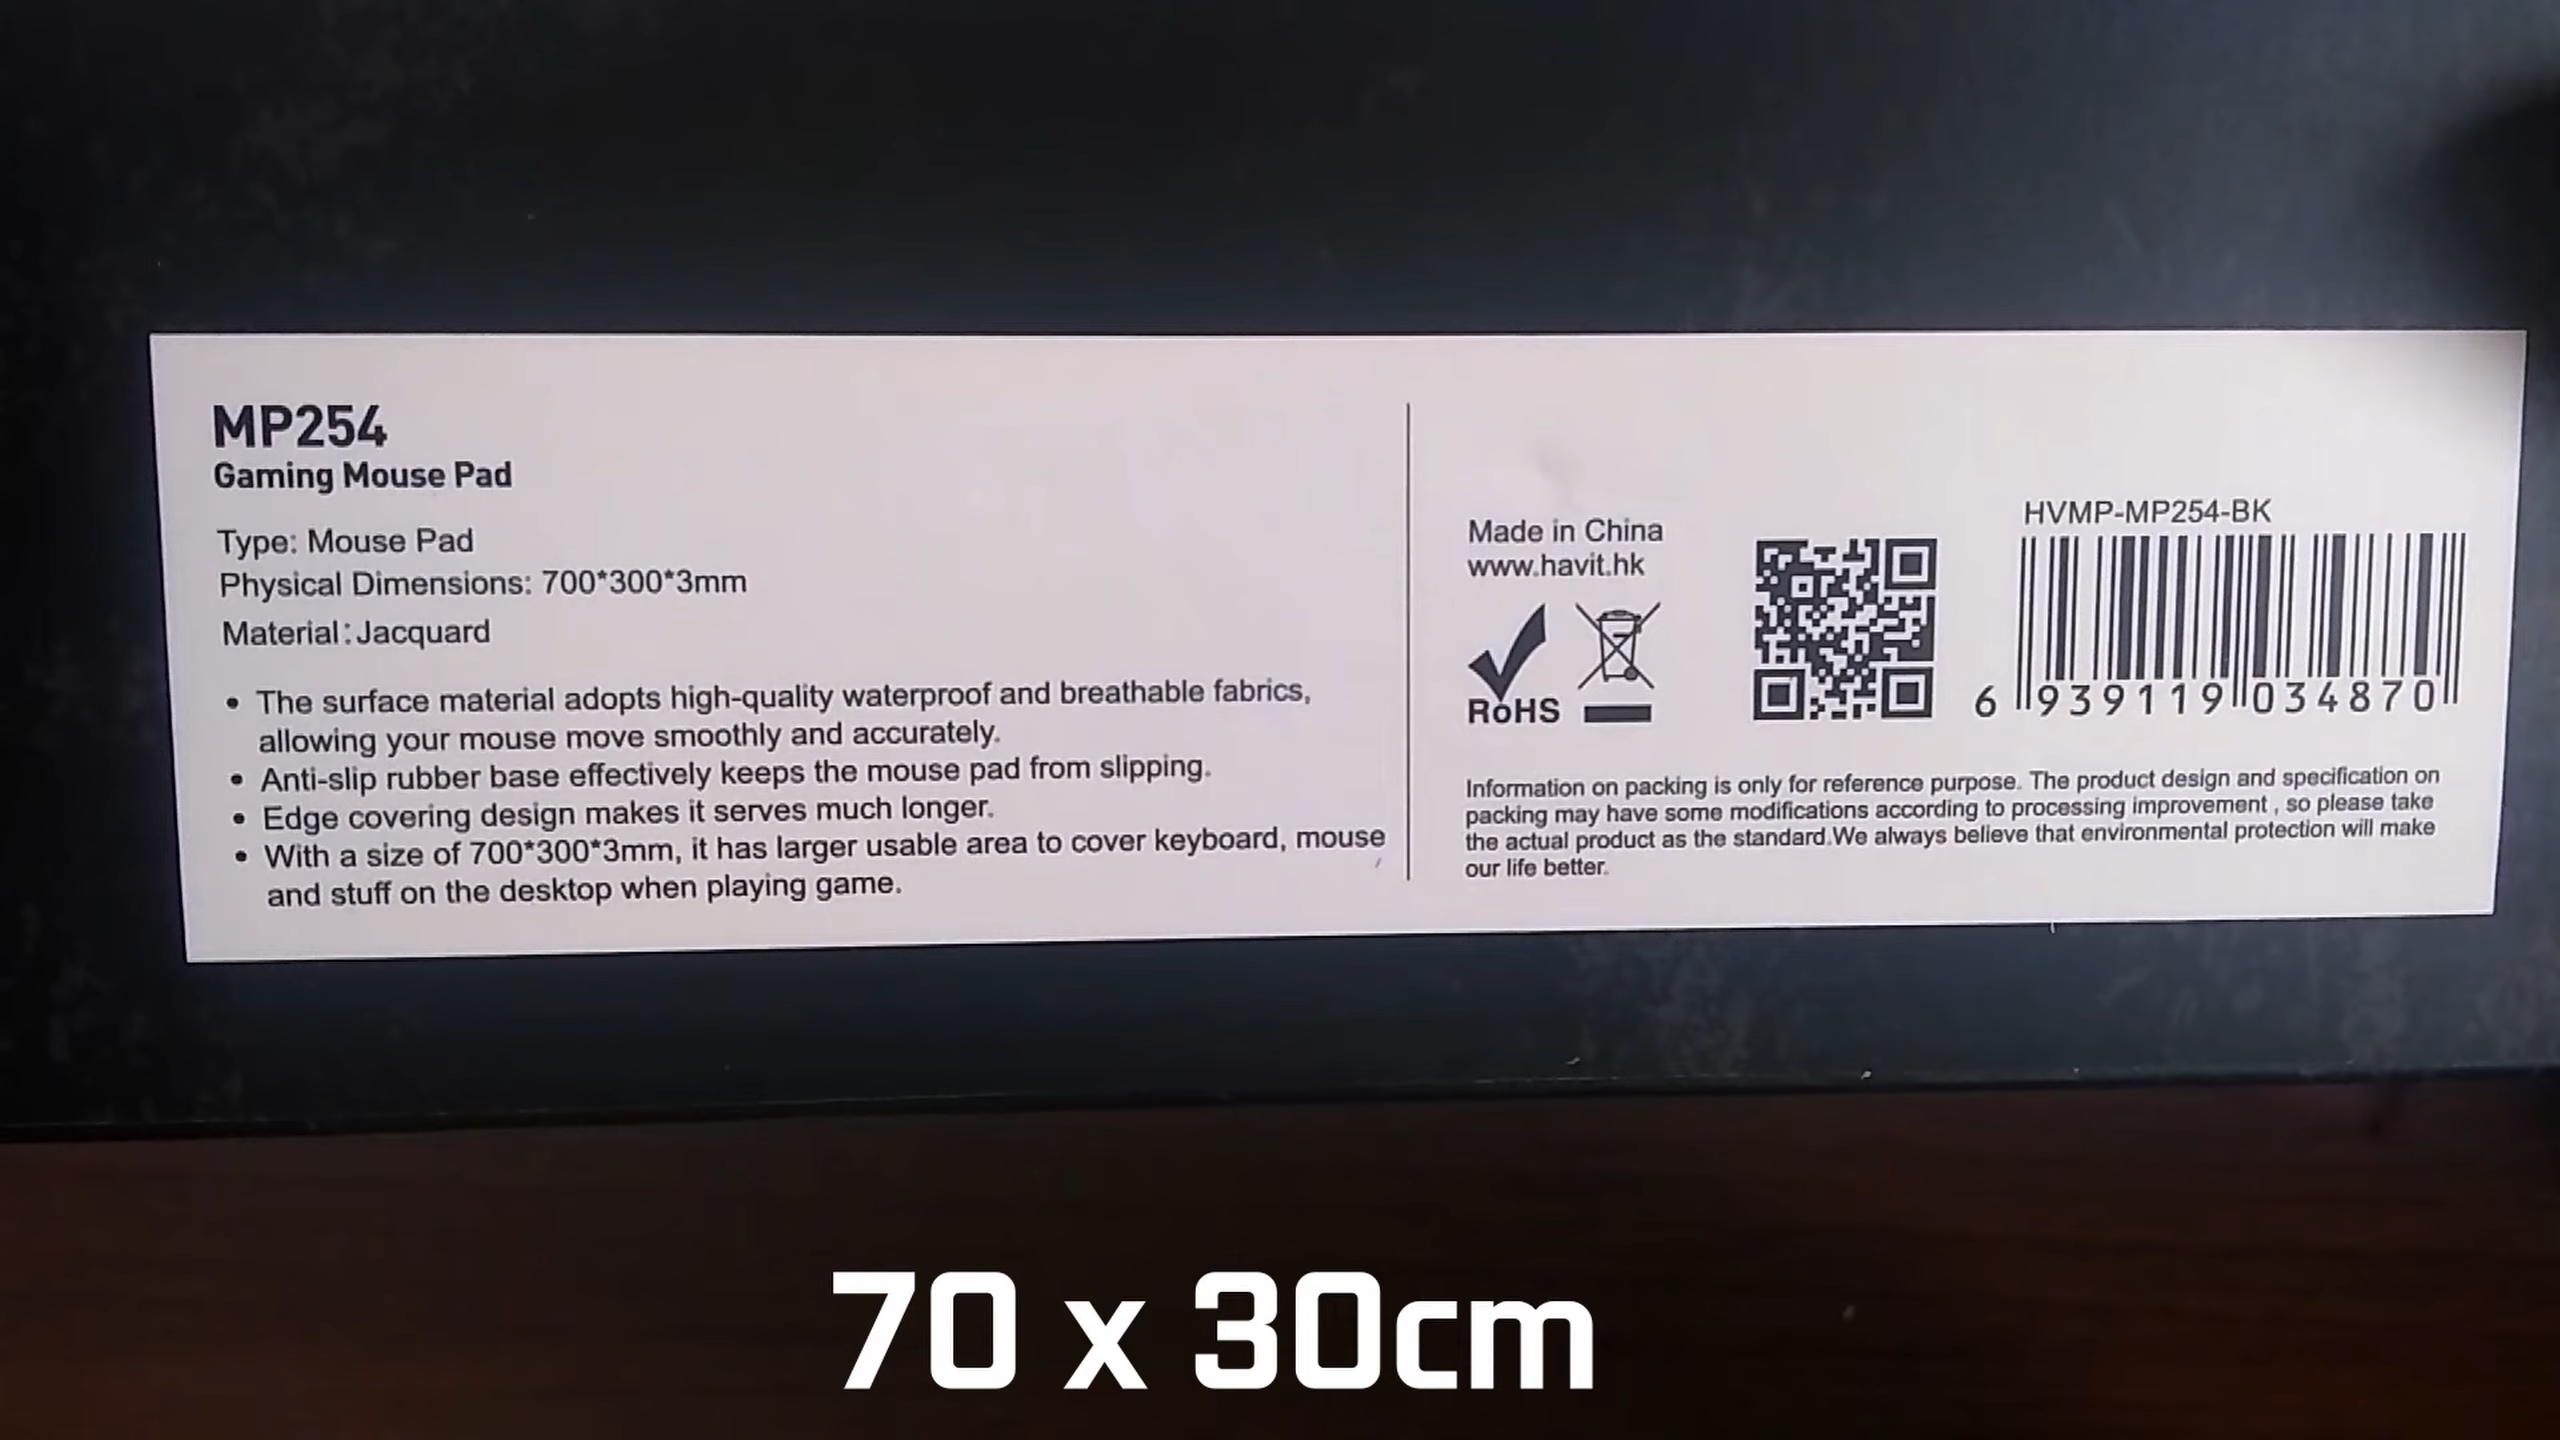 MP254
Gaming Mouse Pad
Type: Mouse Pad
Physical Dimensions: 700*300*3mm
Material:Jacquard
• The surface material adopts high-quality waterproof and breathable fabrics,
allowing your mouse move smoothly and accurately.
• Anti-slip rubber base effectively keeps the mouse pad from slipping.
• Edge covering design makes it serves much longer.
• With a size of 700*300*3mm, it has larger usable area to cover keyboard, mouse
and stuff on the desktop when playing game.
Made in China
www.havit.hk
RoHS
HVMP-MP254-BK
6 939119 034870
Information on packing is only for reference purpose. The product design and specification on
packing may have some modifications according to processing improvement , so please take
the actual product as the standard.We always believe that environmental protection will make
our life better.
70 x 30cm